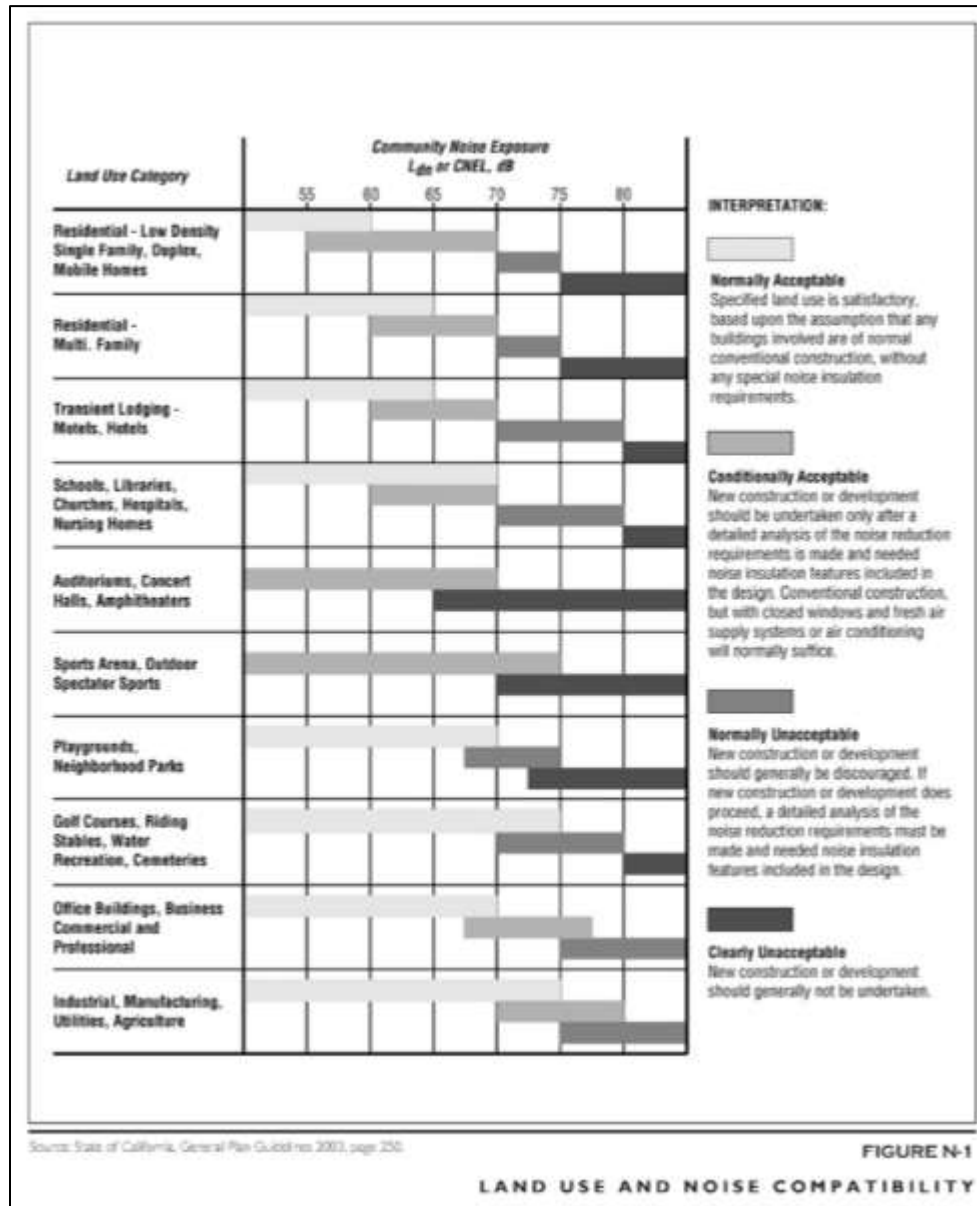 Community Noise Exposure
Ldn or CNEL, dB
Land Use Category
55 60 65 70 75 80
Residential - Low Density
Single Family, Duplex,
Mobile Homes
Residential -
Multi. Family
Transient Lodging -
Motels, Hotels
Schools, Libraries,
Churches, Hospitals,
Nursing Homes
Auditoriums, Concert
Halls, Amphitheaters
Sports Arena, Outdoor
Spectator Sports
Playgrounds,
Neighborhood Parks
Golf Courses, Riding
Stables, Water
Recreation, Cemeteries
Office Buildings, Business
Commercial and
Professional
Industrial, Manufacturing,
Utilities, Agriculture
INTERPRETATION:
Normally Acceptable
Specified land use is satisfactory,
based upon the assumption that any
buildings involved are of normal
conventional construction, without
any special noise insulation
requirements.
Conditionally Acceptable
New construction or development
should be undertaken only after a
detailed analysis of the noise reduction
requirements is made and needed
noise insulation features included in
the design. Conventional construction,
but with closed windows and fresh air
supply systems or air conditioning
will normally suffice.
Normally Unacceptable
New construction or development
should generally be discouraged. If
new construction or development does
proceed, a detailed analysis of the
noise reduction requirements must be
made and needed noise insulation
features included in the design.
Clearly Unacceptable
New construction or development
should generally not be undertaken.
Source: State of California, General Plan Guidelines 2003, page 250.
FIGURE N-1
LAND USE AND NOISE COMPATIBILITY